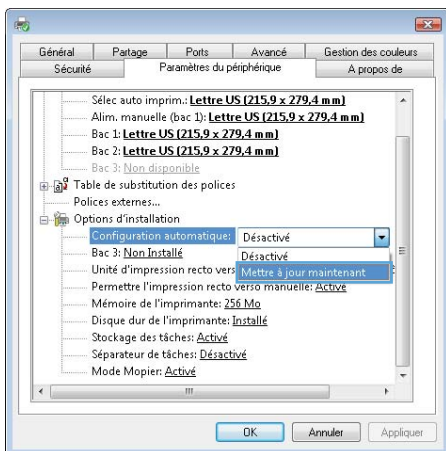 Général Partage Ports Avancé Gestion des couleurs
Sécurité Paramètres du périphérique A propos de
Sélec auto imprim.: Lettre US (215,9 x 279,4 mm)
Alim. manuelle (bac 1): Lettre US (215,9 x 279,4 mm)
Bac 1: Lettre US (215,9 x 279,4 mm)
Bac 2: Lettre US (215,9 x 279,4 mm)
Bac 3: Non disponible
Table de substitution des polices
Polices externes...
Options d'installation
Configuration automatique: Désactivé
Bac 3: Non Installé Désactivé
Unité d'impression recto vers Mettre à jour maintenant
Permettre l'impression recto verso manuelle: Activé
Mémoire de l'imprimante: 256 Mo
Disque dur de l'imprimante: Installé
Stockage des tâches: Activé
Séparateur de tâches: Désactivé
Mode Mopier: Activé
OK Annuler Appliquer